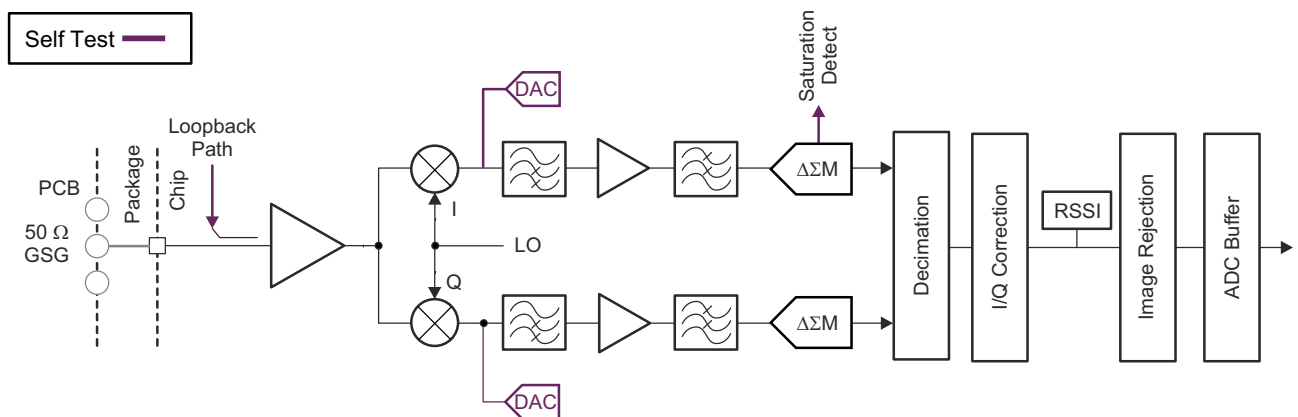 Self Test
DAC
Saturation
Detect
Loopback
Path
PCB
Package
Chip
50 Ω
GSG
I
LO
Q
ΔΣM
ΔΣM
DAC
Decimation
I/Q Correction
RSSI
Image Rejection
ADC Buffer